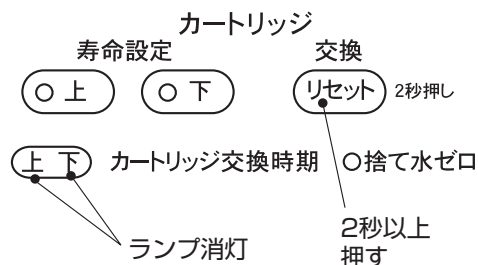 カートリッジ
寿命設定 交換
○ 上 ○ 下 リセット 2秒押し
上 下 カートリッジ交換時期 ○捨て水ゼロ
ランプ消灯
2秒以上
押す